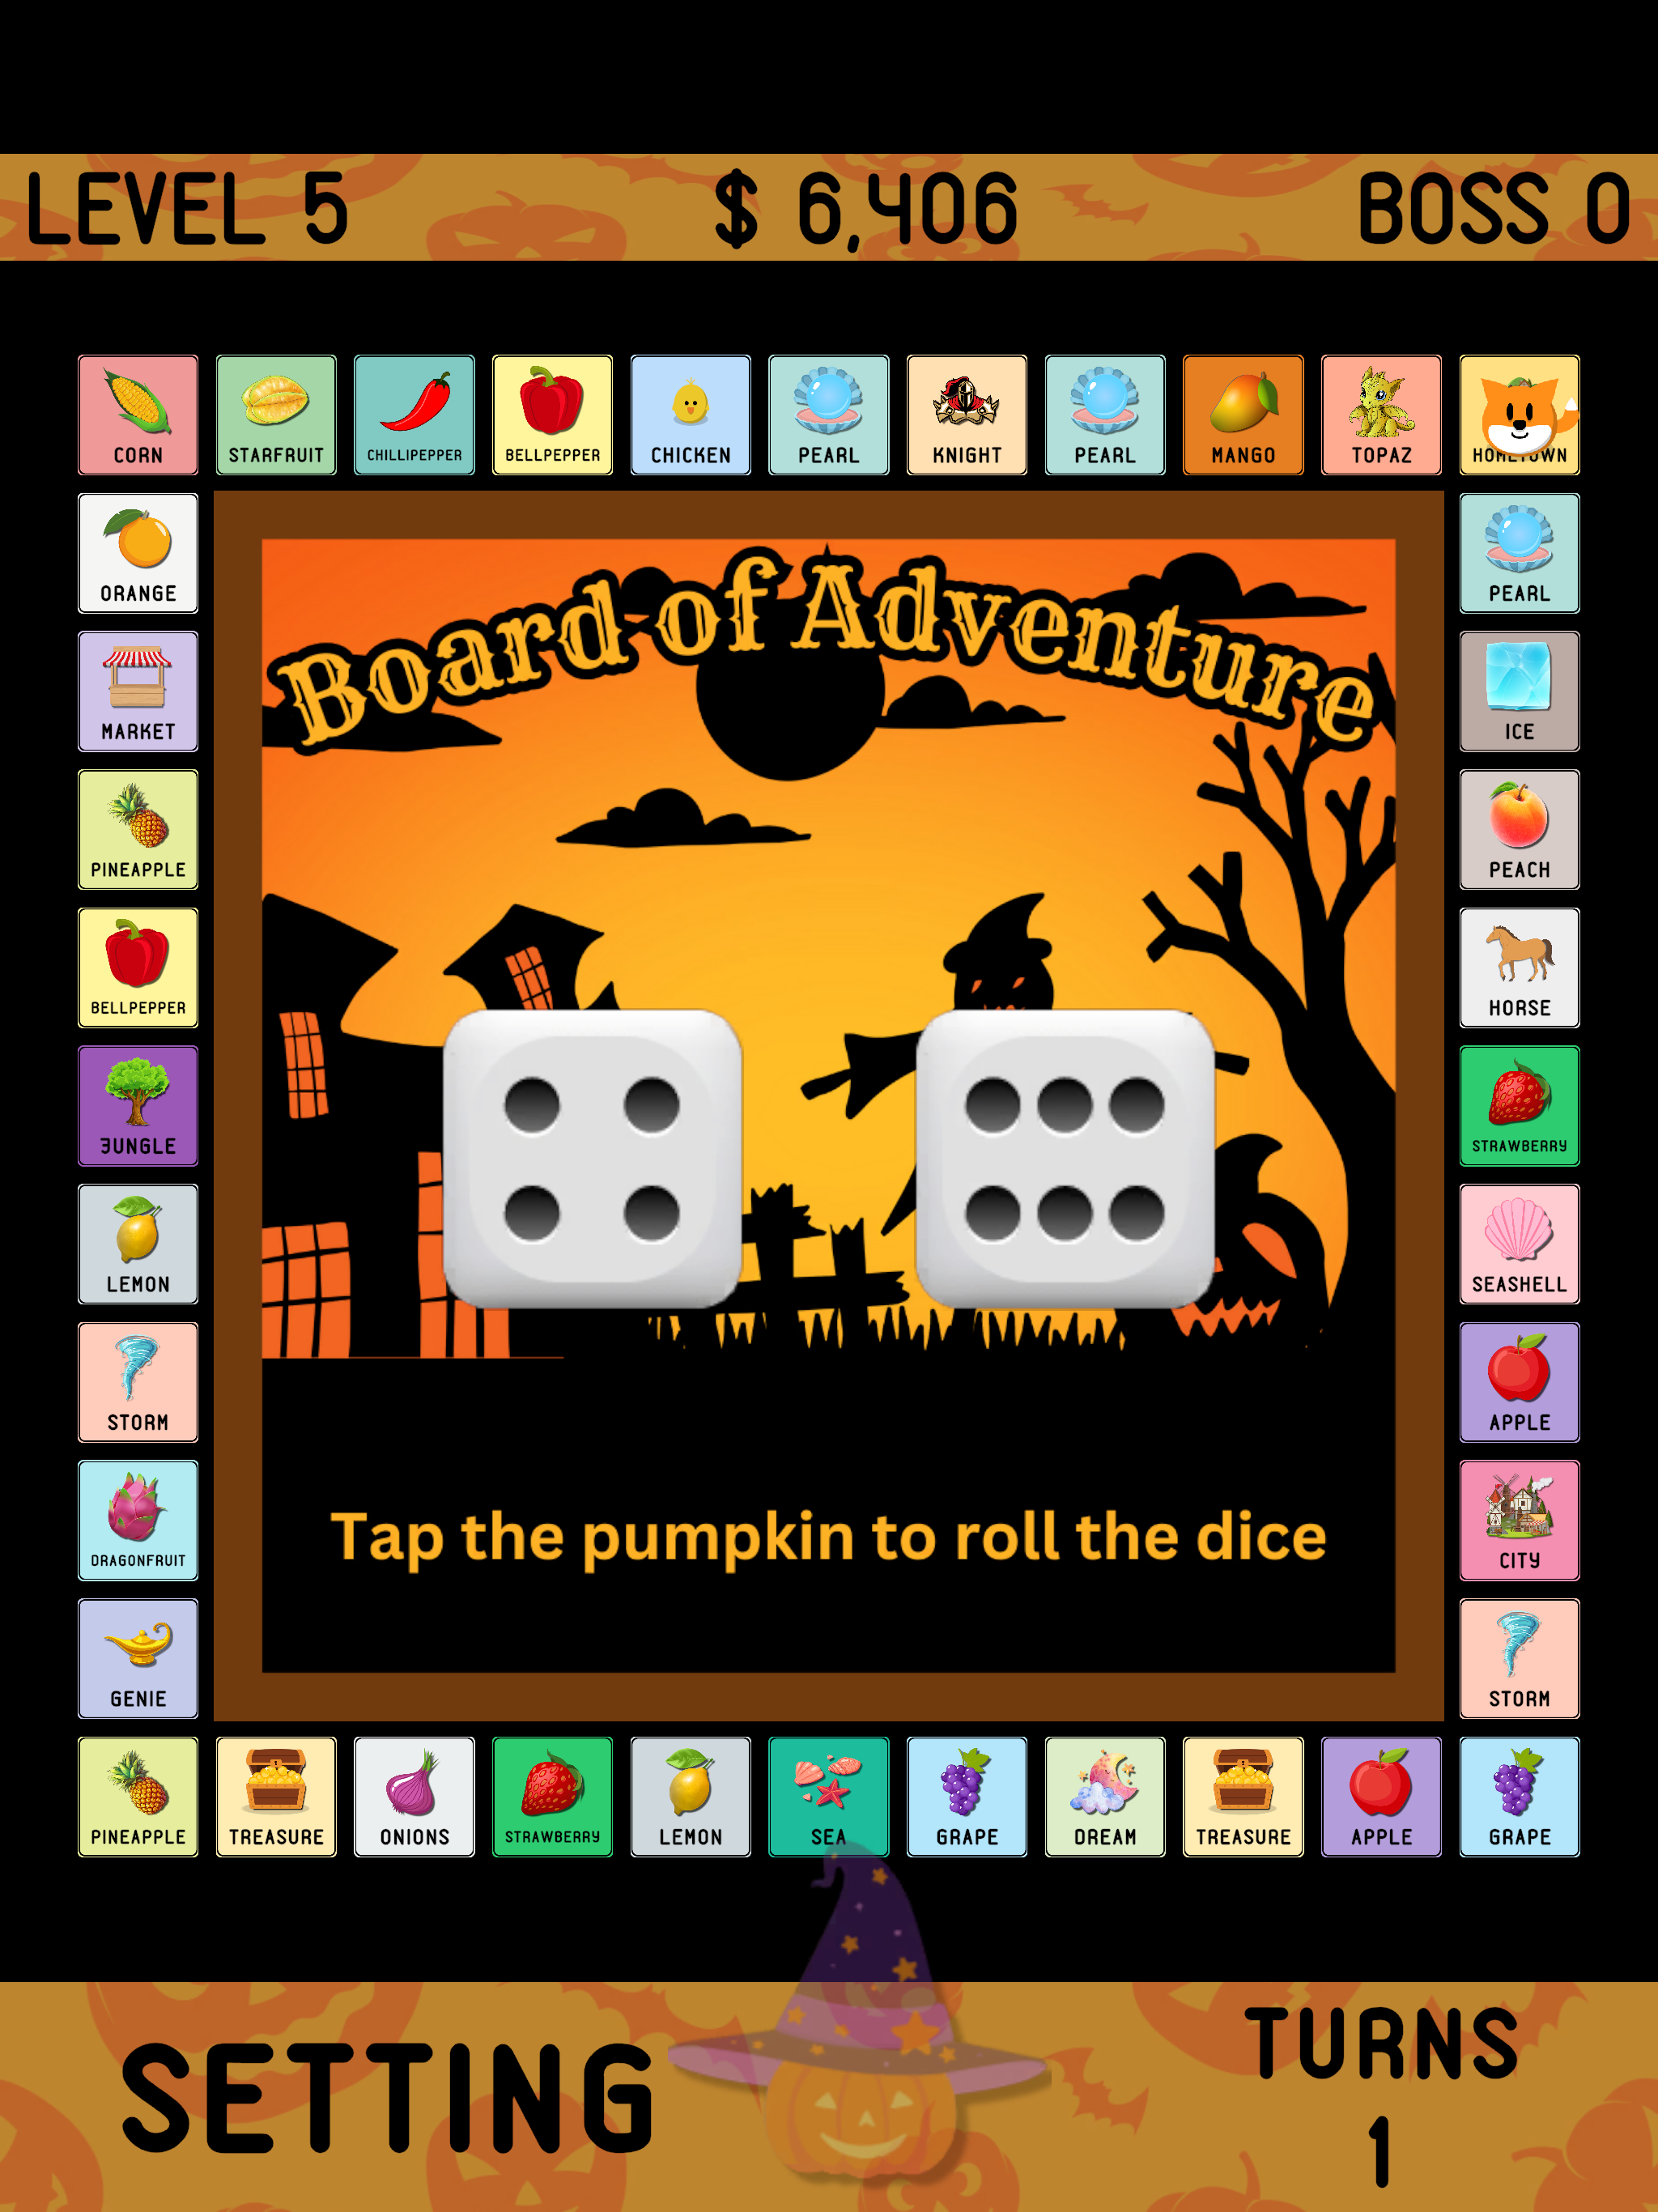 LEVEL 5 $ 6,406 BOSS 0
CORN STARFRUIT CHILLIPEPPER BELLPEPPER CHICKEN PEARL KNIGHT PEARL MANGO TOPAZ HOMETOWN
Board of Adventure
ORANGE PEARL
MARKET ICE
PINEAPPLE PEACH
BELLPEPPER HORSE
JUNGLE STRAWBERRY
LEMON SEASHELL
STORM APPLE
DRAGONFRUIT CITY
Tap the pumpkin to roll the dice
GENIE STORM
PINEAPPLE TREASURE ONIONS STRAWBERRY LEMON SEA GRAPE DREAM TREASURE APPLE GRAPE
SETTING
TURNS
1